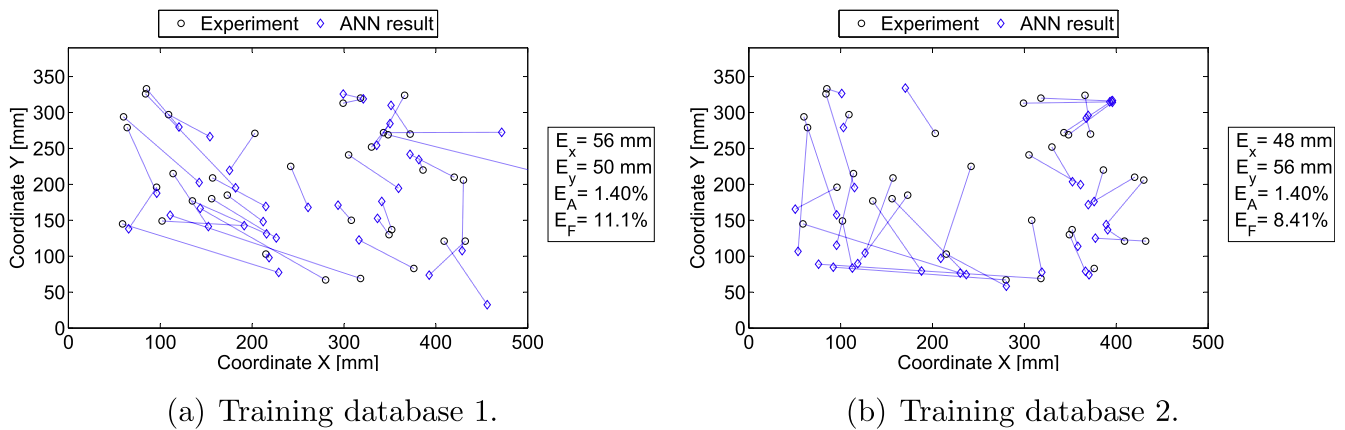 Experiment ANN result
350
300
250
200
150
100
50
0
Coordinate Y [mm]
0 100 200 300 400 500
Coordinate X [mm]
E_x= 56 mm
E_y= 50 mm
E_A= 1.40%
E_F= 11.1%
(a) Training database 1.
Experiment ANN result
350
300
250
200
150
100
50
0
Coordinate Y [mm]
0 100 200 300 400 500
Coordinate X [mm]
E_x= 48 mm
E_y= 56 mm
E_A= 1.40%
E_F= 8.41%
(b) Training database 2.